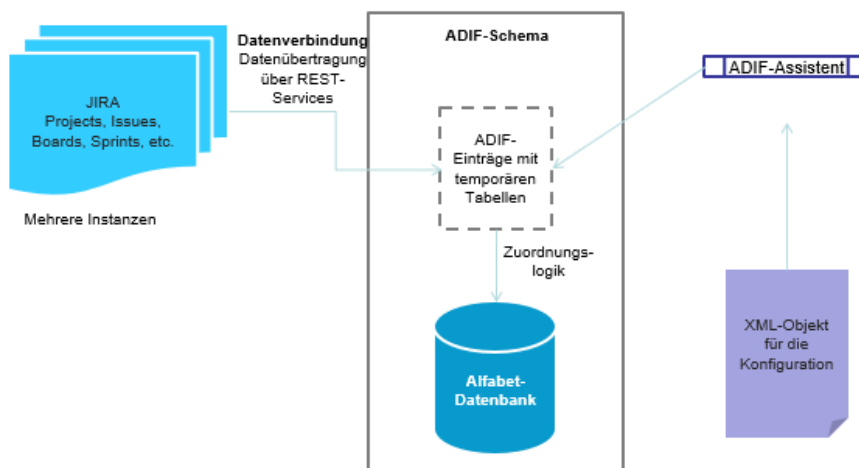 JIRA
Projects, Issues,
Boards, Sprints, etc.
Mehrere Instanzen
Datenverbindung
Datenübertragung
über REST-
Services
ADIF-Schema
ADIF-
Einträge mit
temporären
Tabellen
Zuordnungs-
logik
Alfabet-
Datenbank
ADIF-Assistent
XML-Objekt
für die
Konfiguration